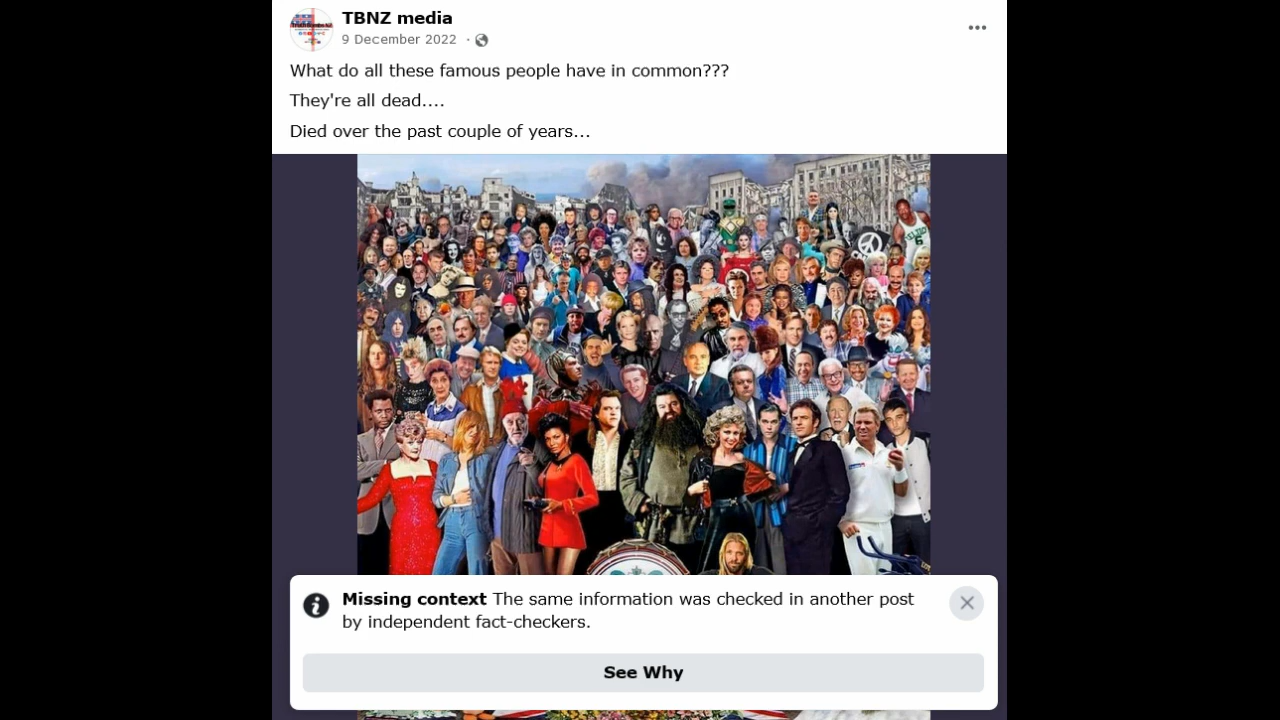 TBNZ media
9 December 2022
What do all these famous people have in common???
They're all dead....
Died over the past couple of years...
CELTICS
6
Missing context The same information was checked in another post
by independent fact-checkers.
See Why